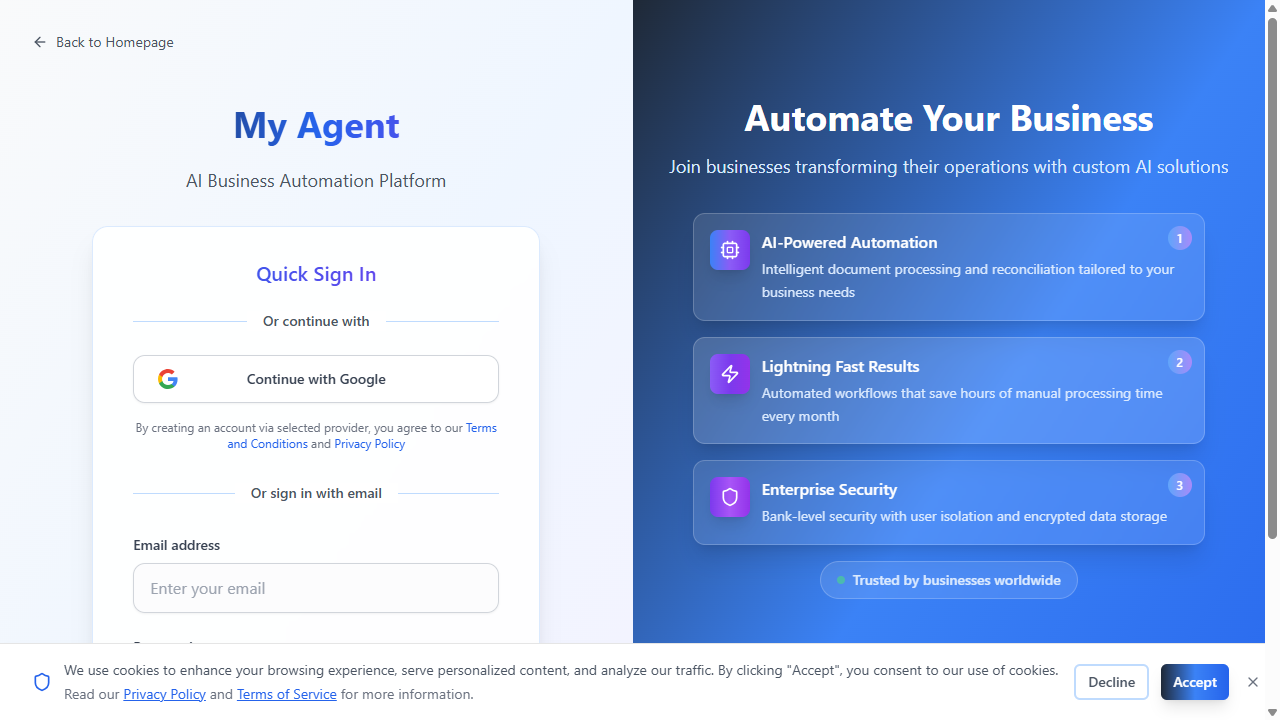 Back to Homepage
My Agent
AI Business Automation Platform
Quick Sign In
Or continue with
Continue with Google
By creating an account via selected provider, you agree to our Terms
and Conditions and Privacy Policy
Or sign in with email
Email address
Enter your email
Automate Your Business
Join businesses transforming their operations with custom AI solutions
AI-Powered Automation
1
Intelligent document processing and reconciliation tailored to your
business needs
Lightning Fast Results
2
Automated workflows that save hours of manual processing time
every month
Enterprise Security
3
Bank-level security with user isolation and encrypted data storage
Trusted by businesses worldwide
We use cookies to enhance your browsing experience, serve personalized content, and analyze our traffic. By clicking "Accept", you consent to our use of cookies.
Read our Privacy Policy and Terms of Service for more information.
Decline
Accept